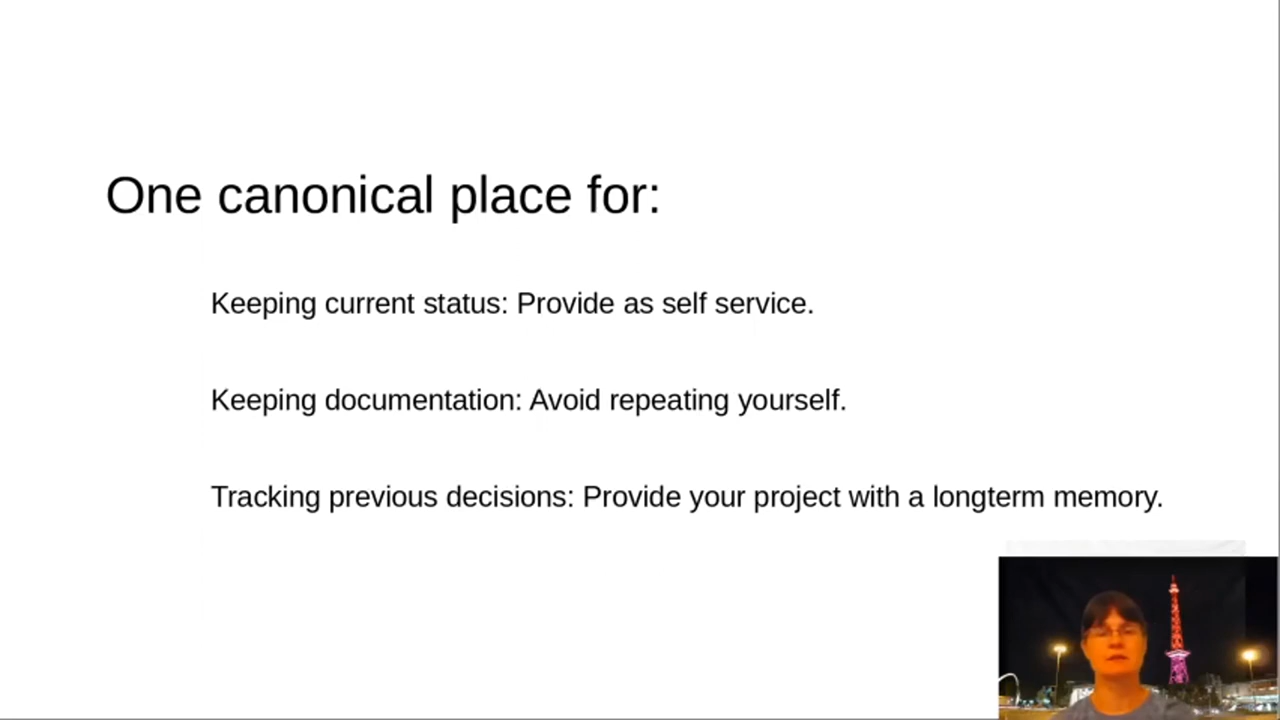 One canonical place for:
Keeping current status: Provide as self service.
Keeping documentation: Avoid repeating yourself.
Tracking previous decisions: Provide your project with a longterm memory.